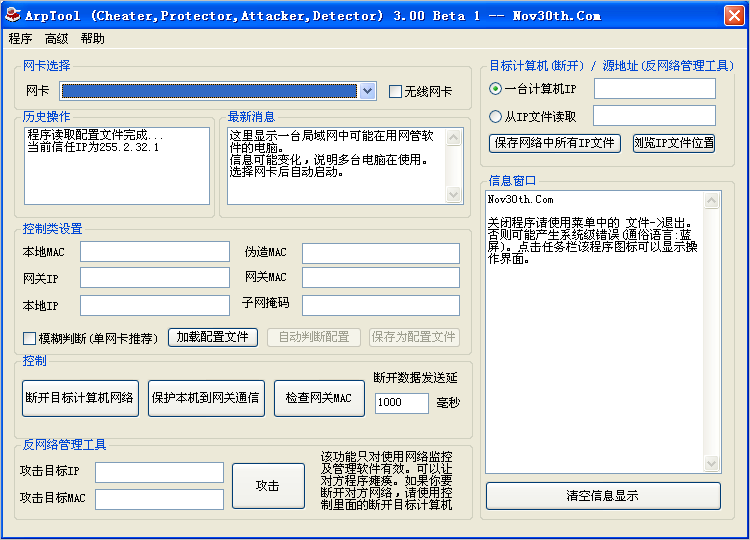 ArpTool (Cheater,Protector,Attacker,Detector) 3.00 Beta 1 -- Nov30th.Com
程序 高级 帮助
网卡选择
网卡
无线网卡
历史操作
程序读取配置文件完成...
当前信任IP为255.2.32.1
最新消息
这里显示一台局域网中可能在用网管软
件的电脑。
信息可能变化，说明多台电脑在使用。
选择网卡后自动启动。
控制类设置
本地MAC
伪造MAC
网关IP
网关MAC
本地IP
子网掩码
模糊判断(单网卡推荐)
加载配置文件
自动判断配置
保存为配置文件
控制
断开目标计算机网络
保护本机到网关通信
检查网关MAC
断开数据发送延
1000
毫秒
反网络管理工具
攻击目标IP
攻击目标MAC
攻击
该功能只对使用网络监控
及管理软件有效。可以让
对方程序瘫痪。如果你要
断开对方网络，请使用控
制里面的断开目标计算机
目标计算机(断开) / 源地址(反网络管理工具)
一台计算机IP
从IP文件读取
保存网络中所有IP文件
浏览IP文件位置
信息窗口
Nov30th.Com
关闭程序请使用菜单中的 文件->退出。
否则可能产生系统级错误(通俗语言:蓝
屏)。点击任务栏该程序图标可以显示操
作界面。
清空信息显示